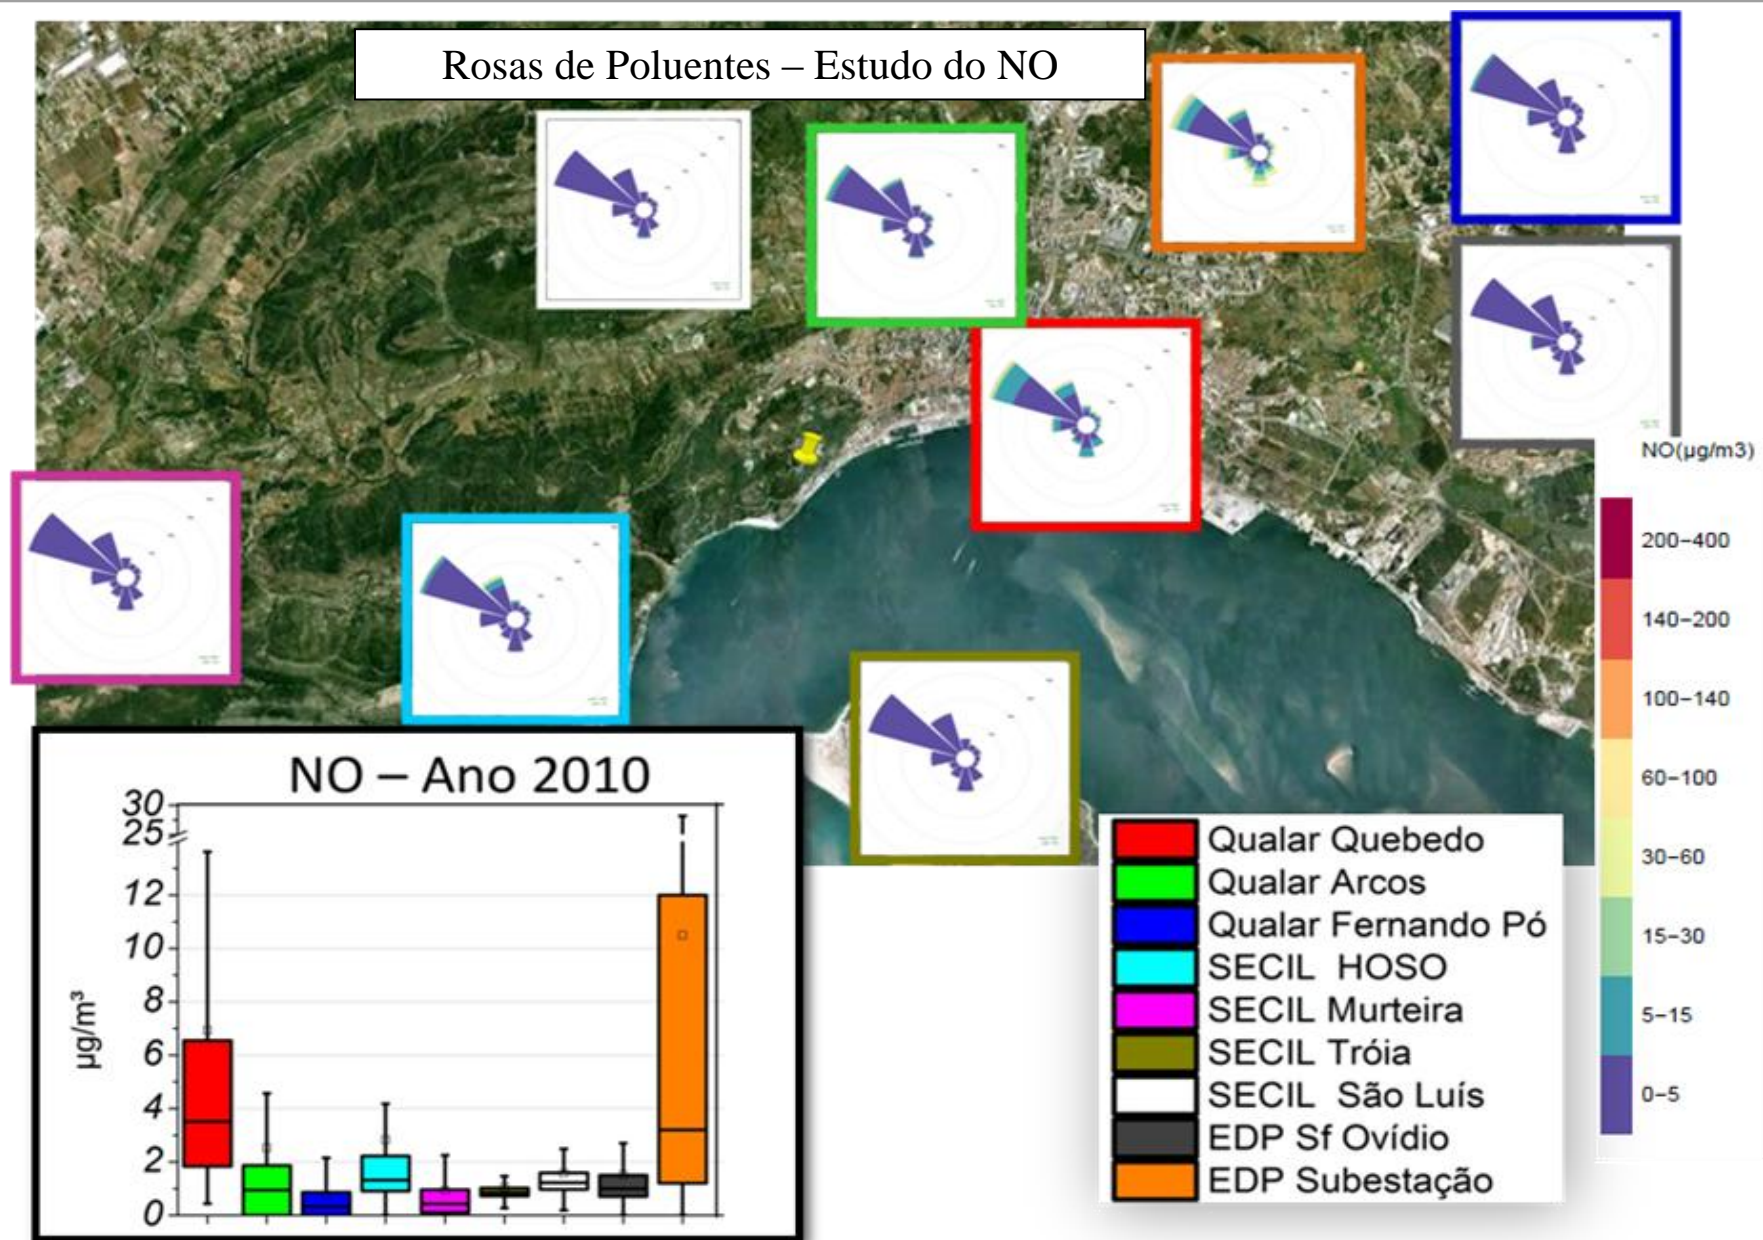 Rosas de Poluentes – Estudo do NO
NO(µg/m3)
200–400
140–200
100–140
60–100
30–60
15–30
5–15
0–5
NO – Ano 2010
30
25
12
10
8
6
4
2
0
µg/m³
Qualar Quebedo
Qualar Arcos
Qualar Fernando Pó
SECIL HOSO
SECIL Murteira
SECIL Tróia
SECIL São Luís
EDP Sf Ovídio
EDP Subestação